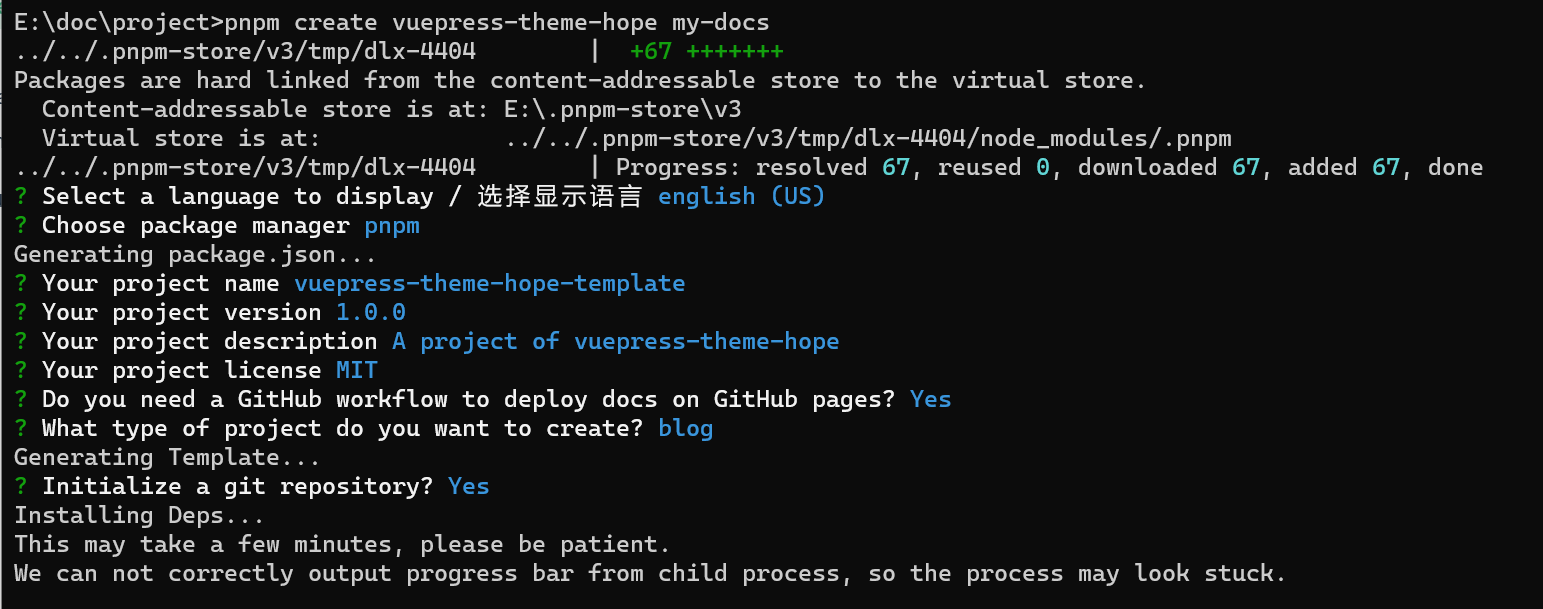 E:\doc\project>pnpm create vuepress-theme-hope my-docs
../../.pnpm-store/v3/tmp/dlx-4404        |  +67 +++++++
Packages are hard linked from the content-addressable store to the virtual store.
  Content-addressable store is at: E:\.pnpm-store\v3
  Virtual store is at:             ../../.pnpm-store/v3/tmp/dlx-4404/node_modules/.pnpm
../../.pnpm-store/v3/tmp/dlx-4404        | Progress: resolved 67, reused 0, downloaded 67, added 67, done
? Select a language to display / 选择显示语言 english (US)
? Choose package manager pnpm
Generating package.json...
? Your project name vuepress-theme-hope-template
? Your project version 1.0.0
? Your project description A project of vuepress-theme-hope
? Your project license MIT
? Do you need a GitHub workflow to deploy docs on GitHub pages? Yes
? What type of project do you want to create? blog
Generating Template...
? Initialize a git repository? Yes
Installing Deps...
This may take a few minutes, please be patient.
We can not correctly output progress bar from child process, so the process may look stuck.